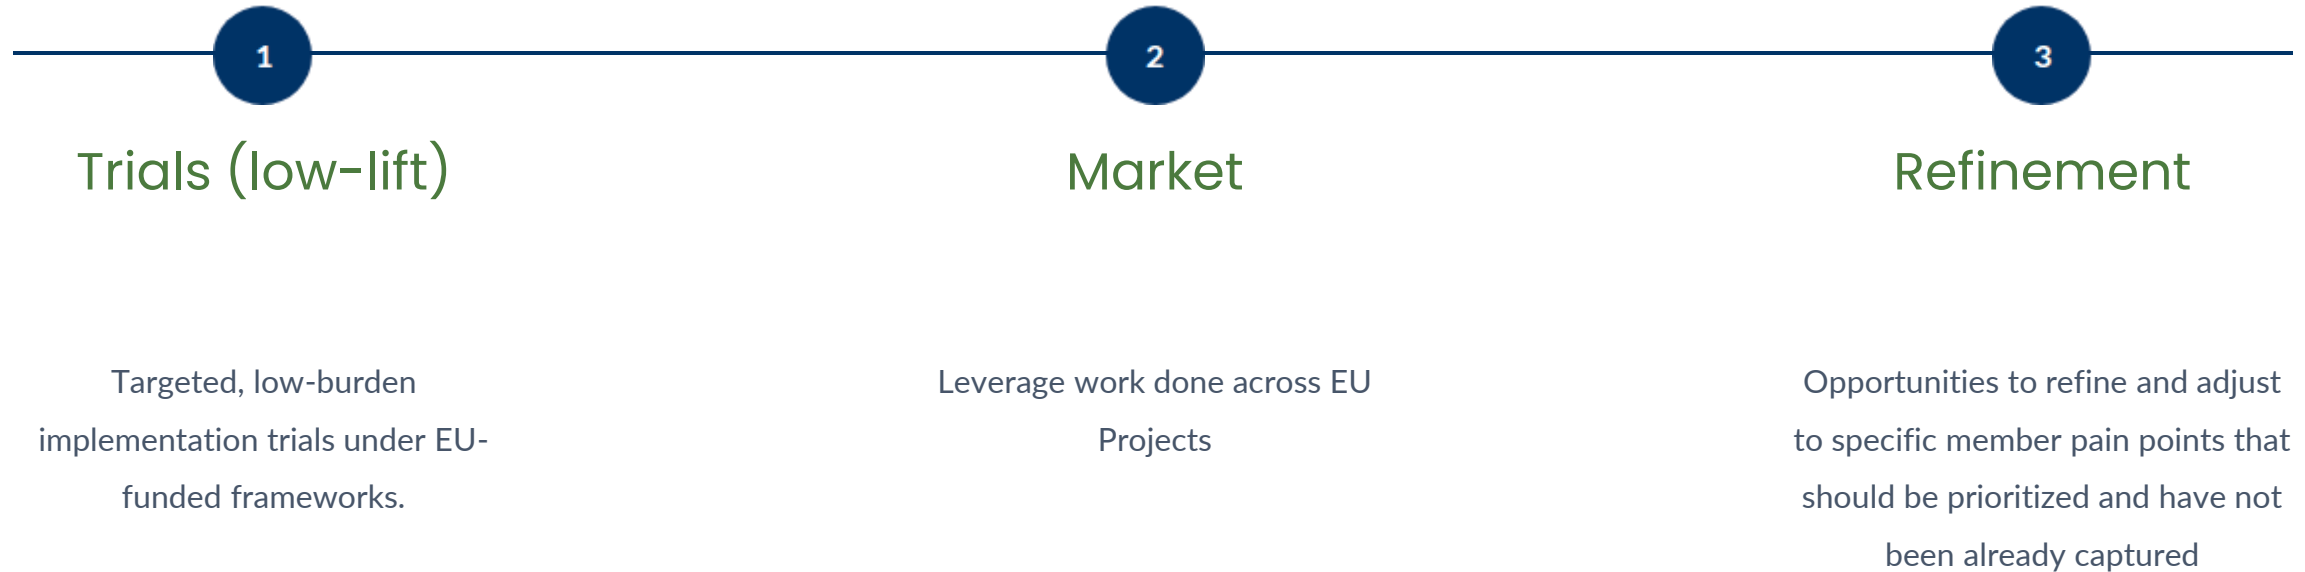 1
2
3
Trials (low-lift)
Market
Refinement
Targeted, low-burden
implementation trials under EU-
funded frameworks.
Leverage work done across EU
Projects
Opportunities to refine and adjust
to specific member pain points that
should be prioritized and have not
been already captured